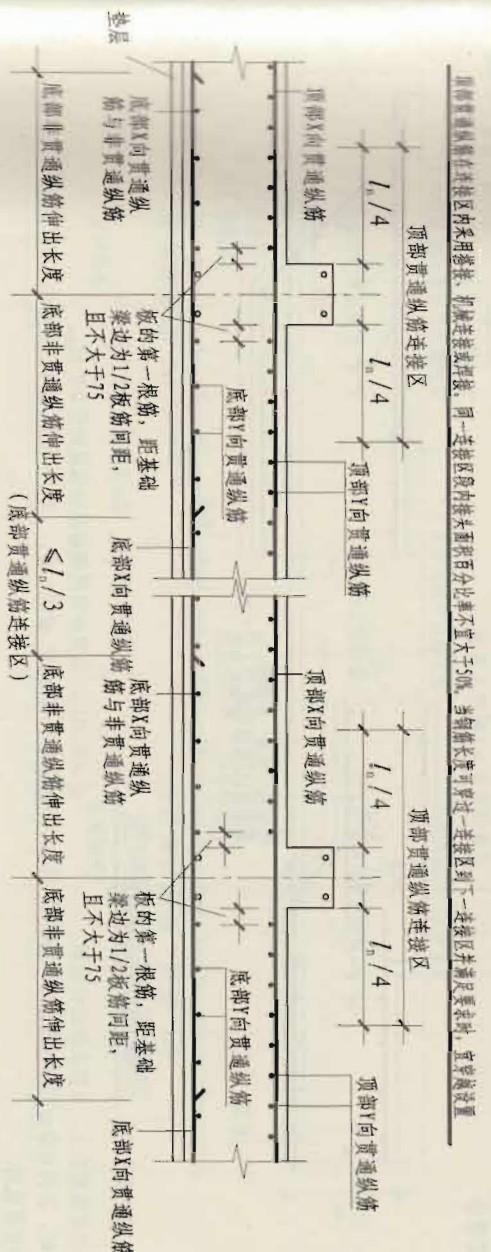 顶部贯通纵筋在连接区内采用搭接、机械连接或焊接。同一连接区段内接头面积百分比率不宜大于50%。当钢筋长度可穿过一连接区到下一连接区并满足要求时，宜穿越设置
顶部贯通纵筋连接区
顶部贯通纵筋连接区
lₙ/4
lₙ/4
lₙ/4
lₙ/4
顶部X向贯通纵筋
顶部Y向贯通纵筋
顶部X向贯通纵筋
顶部Y向贯通纵筋
底部Y向贯通纵筋
底部Y向贯通纵筋
板的第一根筋，距基础
梁边为1/2板筋间距，
且不大于75
板的第一根筋，距基础
梁边为1/2板筋间距，
且不大于75
垫层
底部X向贯通纵
筋与非贯通纵筋
底部X向贯通纵筋
底部X向贯通纵
筋与非贯通纵筋
底部X向贯通纵筋
底部非贯通纵筋伸出长度
底部非贯通纵筋伸出长度
≤lₙ/3
底部非贯通纵筋伸出长度
底部非贯通纵筋伸出长度
(底部贯通纵筋连接区)